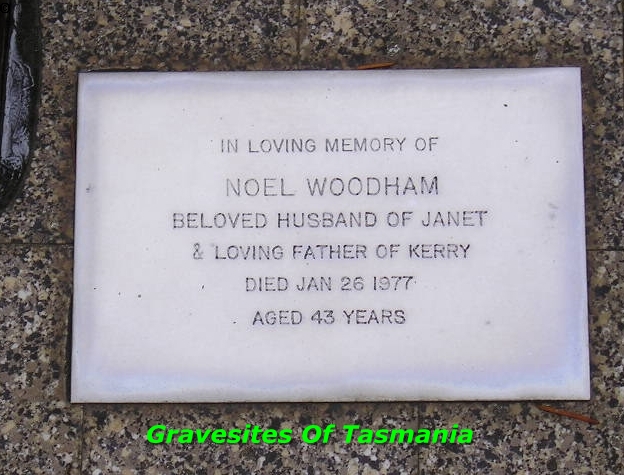 IN LOVING MEMORY OF
NOEL WOODHAM
BELOVED HUSBAND OF JANET
& LOVING FATHER OF KERRY
DIED JAN 26 1977
AGED 43 YEARS
Gravesites Of Tasmania